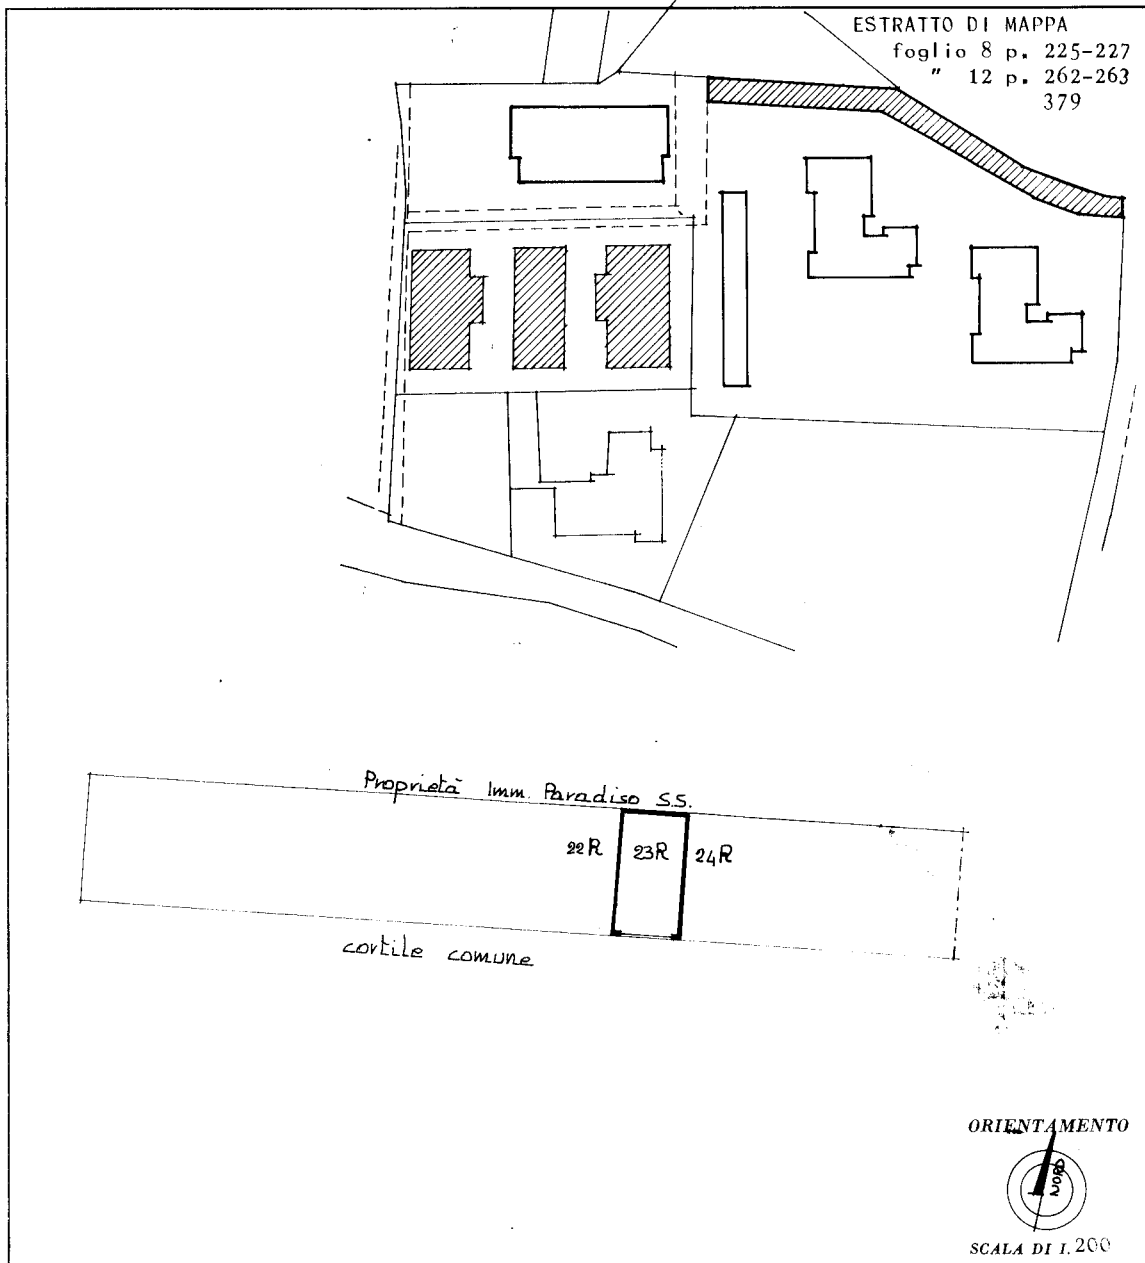 ESTRATTO DI MAPPA
foglio 8 p. 225-227
" 12 p. 262-263
379
Proprietà Imm. Paradiso S.S.
22R 23R 24R
cortile comune
ORIENTAMENTO
NORD
SCALA DI 1.200